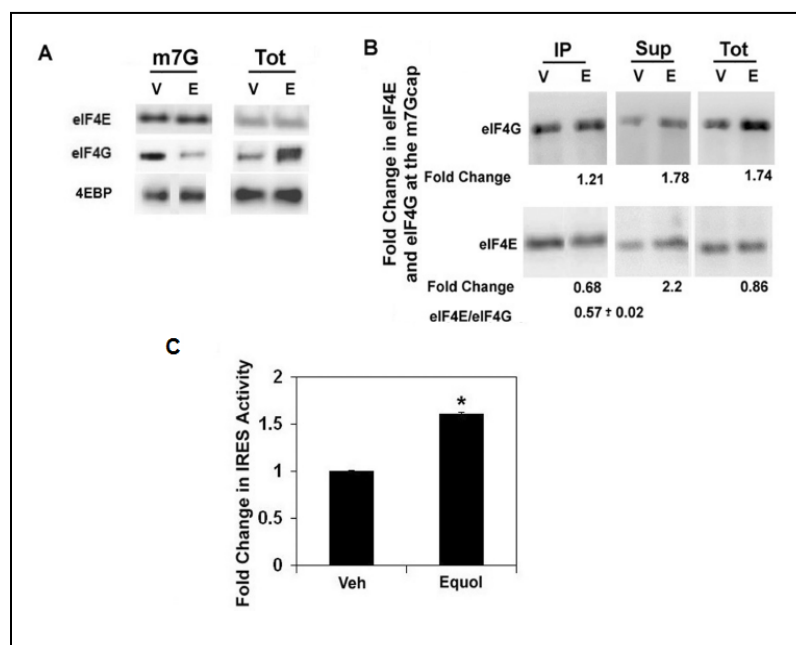 A
m7G Tot
V E V E
eIF4E
eIF4G
4EBP
B
Fold Change in eIF4E
and eIF4G at the m7Gcap
IP Sup Tot
V E V E V E
eIF4G
Fold Change 1.21 1.78 1.74
eIF4E
Fold Change 0.68 2.2 0.86
eIF4E/eIF4G 0.57 ± 0.02
C
Fold Change in IRES Activity
2
1.5
1
0.5
0
*
Veh Equol